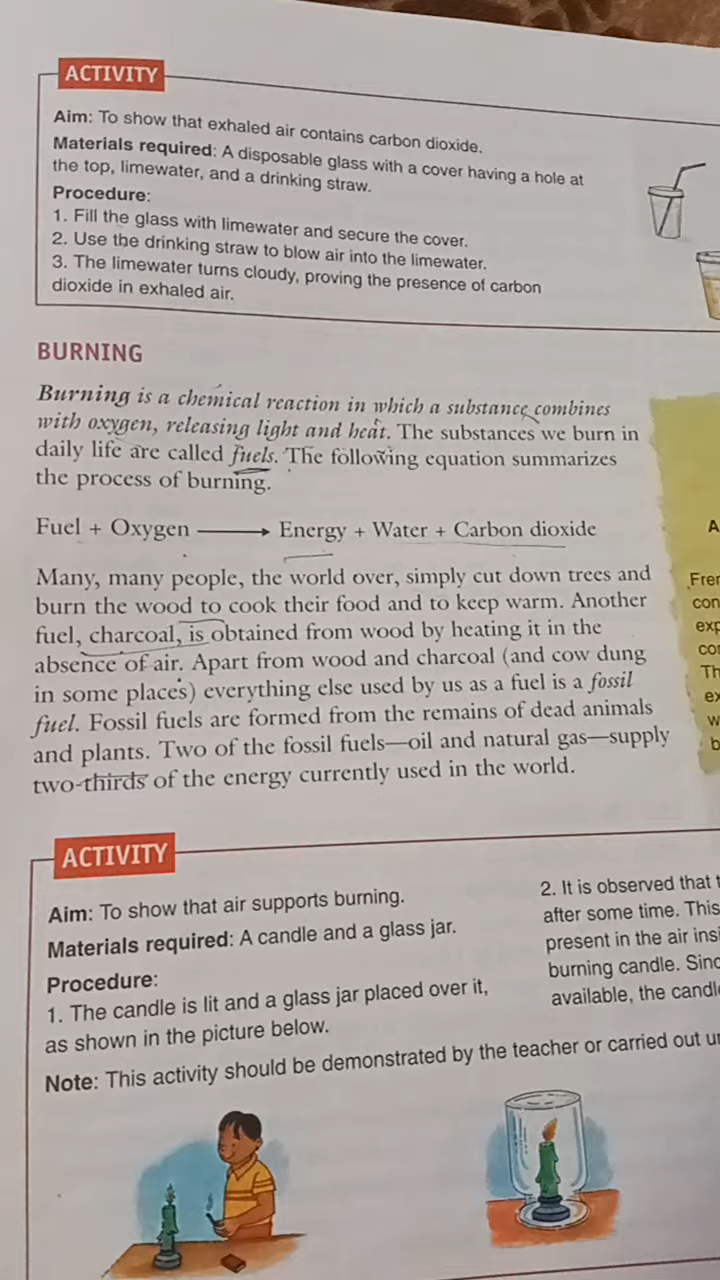 ACTIVITY
Aim: To show that exhaled air contains carbon dioxide.
Materials required: A disposable glass with a cover having a hole at
the top, limewater, and a drinking straw.
Procedure:
1. Fill the glass with limewater and secure the cover.
2. Use the drinking straw to blow air into the limewater.
3. The limewater turns cloudy, proving the presence of carbon
dioxide in exhaled air.
BURNING
Burning is a chemical reaction in which a substance combines
with oxygen, releasing light and heat. The substances we burn in
daily life are called fuels. The following equation summarizes
the process of burning.
Fuel + Oxygen ⟶ Energy + Water + Carbon dioxide
Many, many people, the world over, simply cut down trees and
burn the wood to cook their food and to keep warm. Another
fuel, charcoal, is obtained from wood by heating it in the
absence of air. Apart from wood and charcoal (and cow dung
in some places) everything else used by us as a fuel is a fossil
fuel. Fossil fuels are formed from the remains of dead animals
and plants. Two of the fossil fuels—oil and natural gas—supply
two-thirds of the energy currently used in the world.
A
Fren
con
exp
Th
ex
w
b
ACTIVITY
Aim: To show that air supports burning.
Materials required: A candle and a glass jar.
Procedure:
1. The candle is lit and a glass jar placed over it,
as shown in the picture below.
2. It is observed that t
after some time. This
present in the air insi
burning candle. Sinc
available, the candle
Note: This activity should be demonstrated by the teacher or carried out un